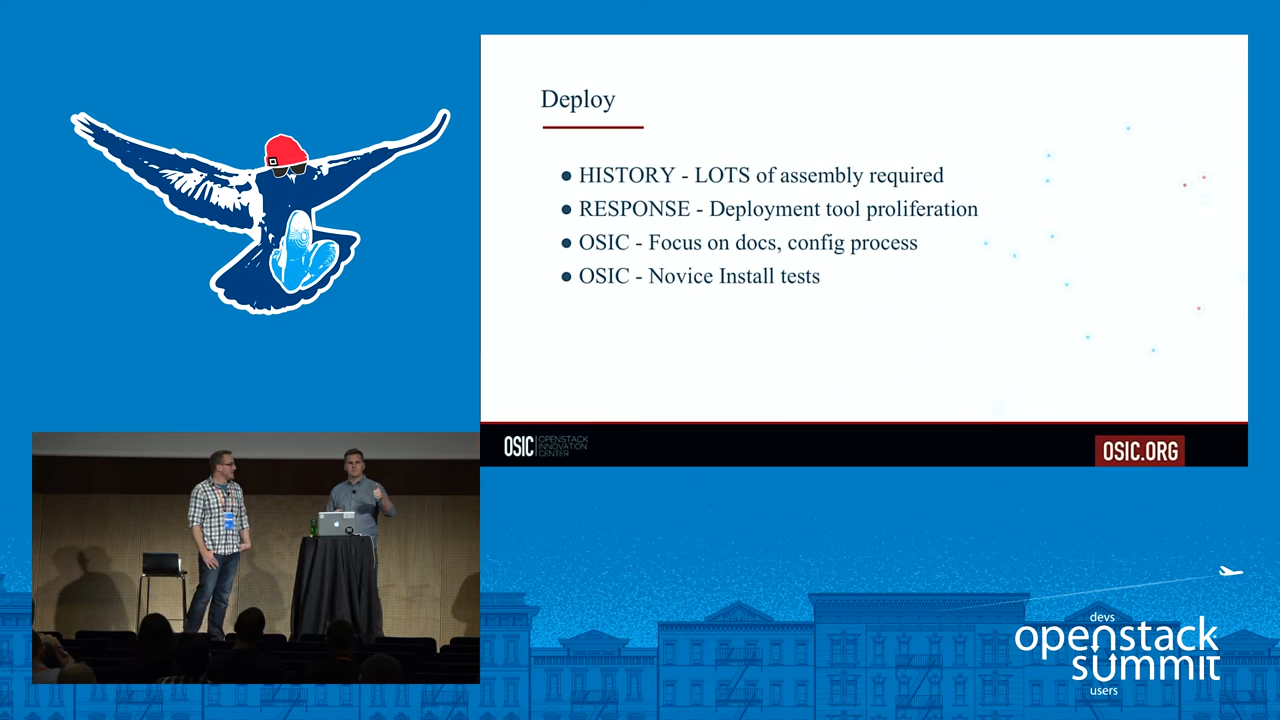 Deploy
● HISTORY - LOTS of assembly required
● RESPONSE - Deployment tool proliferation
● OSIC - Focus on docs, config process
● OSIC - Novice Install tests
OSIC OPENSTACK
INNOVATION
CENTER
OSIC.ORG
devs
openstack
summit
users